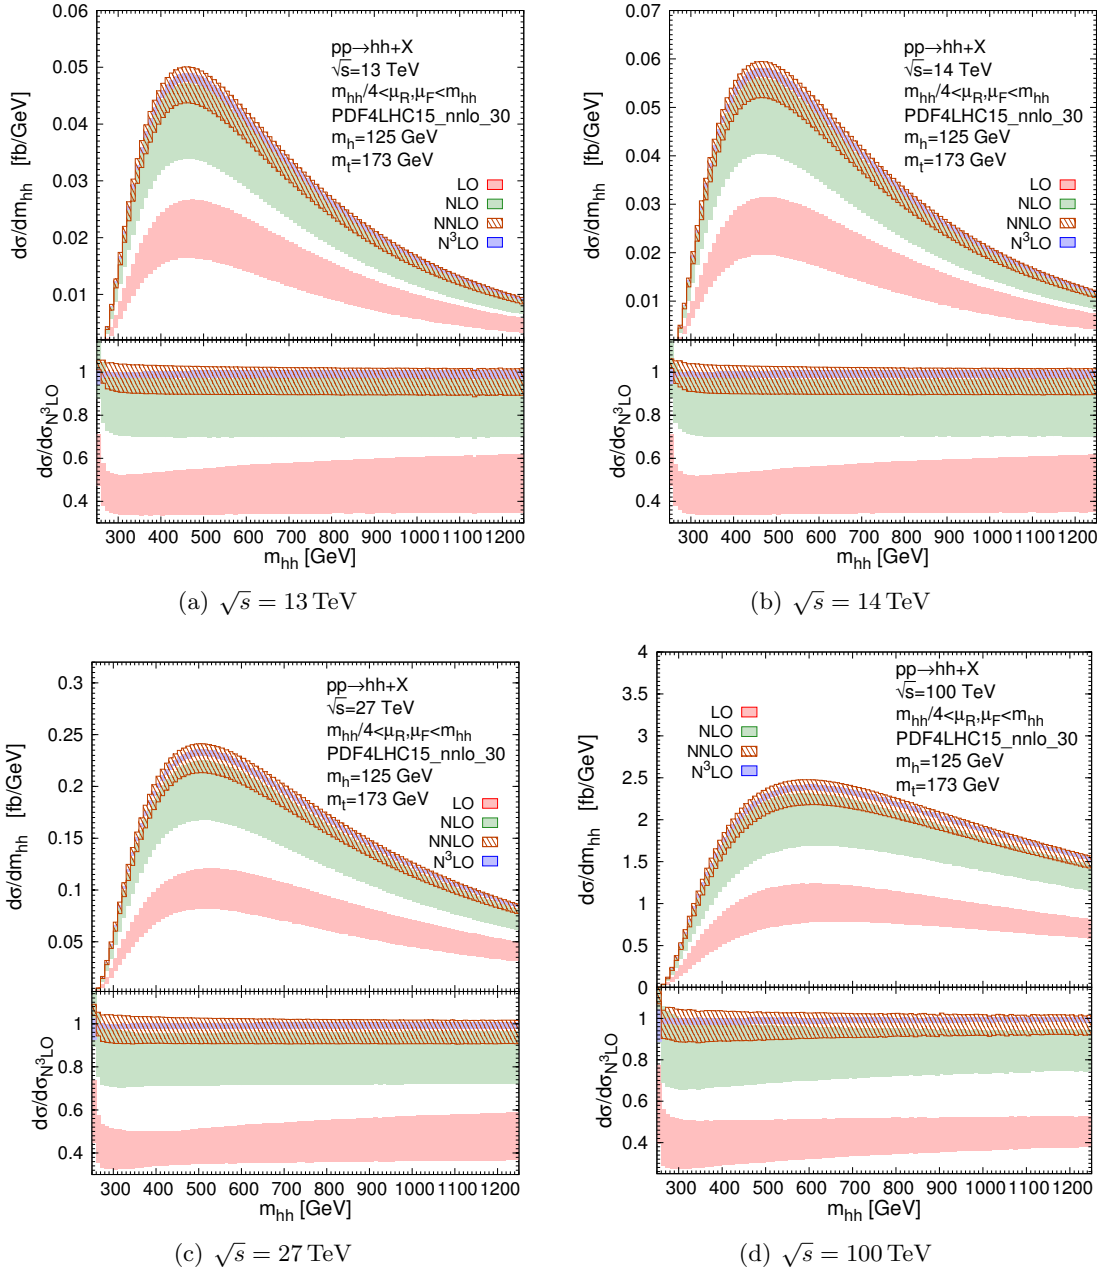 0.06
0.05
0.04
0.03
0.02
0.01
dσ/dm_hh [fb/GeV]
pp→hh+X
√s=13 TeV
m_hh/4<μ_R,μ_F<m_hh
PDF4LHC15_nnlo_30
m_h=125 GeV
m_t=173 GeV
LO
NLO
NNLO
N³LO
1
0.8
0.6
0.4
dσ/dσ_N³LO
300 400 500 600 700 800 900 1000 1100 1200
m_hh [GeV]
(a) √s = 13 TeV
0.07
0.06
0.05
0.04
0.03
0.02
0.01
dσ/dm_hh [fb/GeV]
pp→hh+X
√s=14 TeV
m_hh/4<μ_R,μ_F<m_hh
PDF4LHC15_nnlo_30
m_h=125 GeV
m_t=173 GeV
LO
NLO
NNLO
N³LO
1
0.8
0.6
0.4
dσ/dσ_N³LO
300 400 500 600 700 800 900 1000 1100 1200
m_hh [GeV]
(b) √s = 14 TeV
0.3
0.25
0.2
0.15
0.1
0.05
dσ/dm_hh [fb/GeV]
pp→hh+X
√s=27 TeV
m_hh/4<μ_R,μ_F<m_hh
PDF4LHC15_nnlo_30
m_h=125 GeV
m_t=173 GeV
LO
NLO
NNLO
N³LO
1
0.8
0.6
0.4
dσ/dσ_N³LO
300 400 500 600 700 800 900 1000 1100 1200
m_hh [GeV]
(c) √s = 27 TeV
4
3.5
3
2.5
2
1.5
1
0.5
0
dσ/dm_hh [fb/GeV]
LO
NLO
NNLO
N³LO
pp→hh+X
√s=100 TeV
m_hh/4<μ_R,μ_F<m_hh
PDF4LHC15_nnlo_30
m_h=125 GeV
m_t=173 GeV
1
0.8
0.6
0.4
dσ/dσ_N³LO
300 400 500 600 700 800 900 1000 1100 1200
m_hh [GeV]
(d) √s = 100 TeV